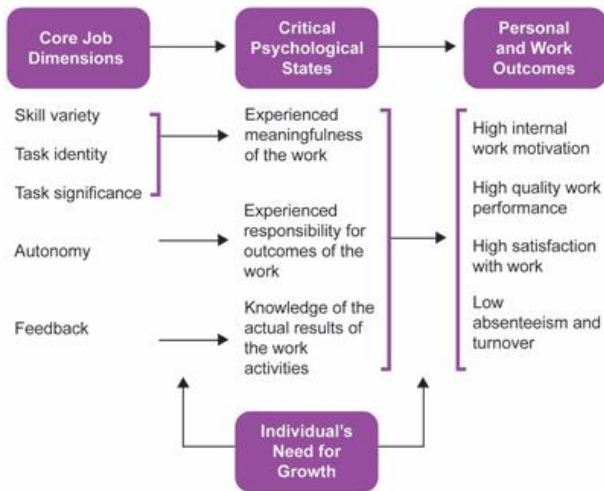 Core Job
Dimensions
Critical
Psychological
States
Personal
and Work
Outcomes
Skill variety
Task identity
Task significance
Autonomy
Feedback
Experienced
meaningfulness
of the work
Experienced
responsibility for
outcomes of the
work
Knowledge of the
actual results of
the work
activities
High internal
work motivation
High quality work
performance
High satisfaction
with work
Low
absenteeism and
turnover
Individual's
Need for
Growth